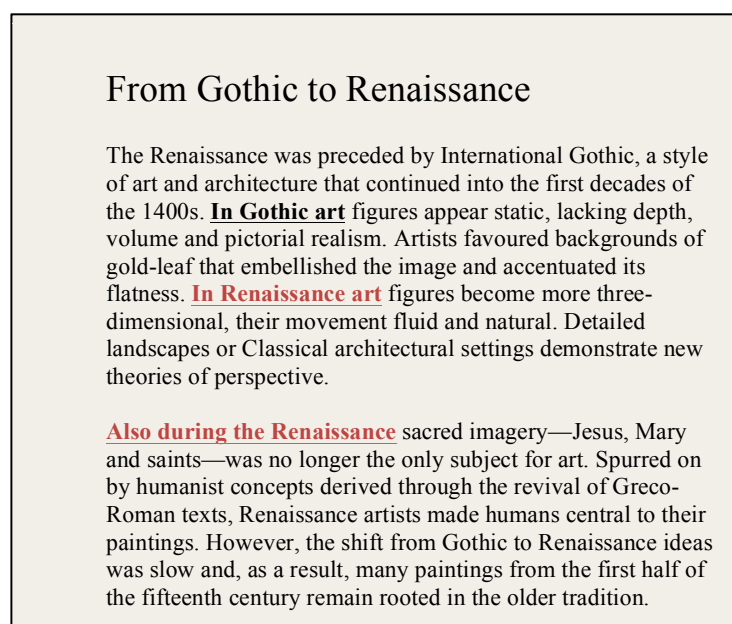 From Gothic to Renaissance
The Renaissance was preceded by International Gothic, a style
of art and architecture that continued into the first decades of
the 1400s. In Gothic art figures appear static, lacking depth,
volume and pictorial realism. Artists favoured backgrounds of
gold-leaf that embellished the image and accentuated its
flatness. In Renaissance art figures become more three-
dimensional, their movement fluid and natural. Detailed
landscapes or Classical architectural settings demonstrate new
theories of perspective.
Also during the Renaissance sacred imagery—Jesus, Mary
and saints—was no longer the only subject for art. Spurred on
by humanist concepts derived through the revival of Greco-
Roman texts, Renaissance artists made humans central to their
paintings. However, the shift from Gothic to Renaissance ideas
was slow and, as a result, many paintings from the first half of
the fifteenth century remain rooted in the older tradition.